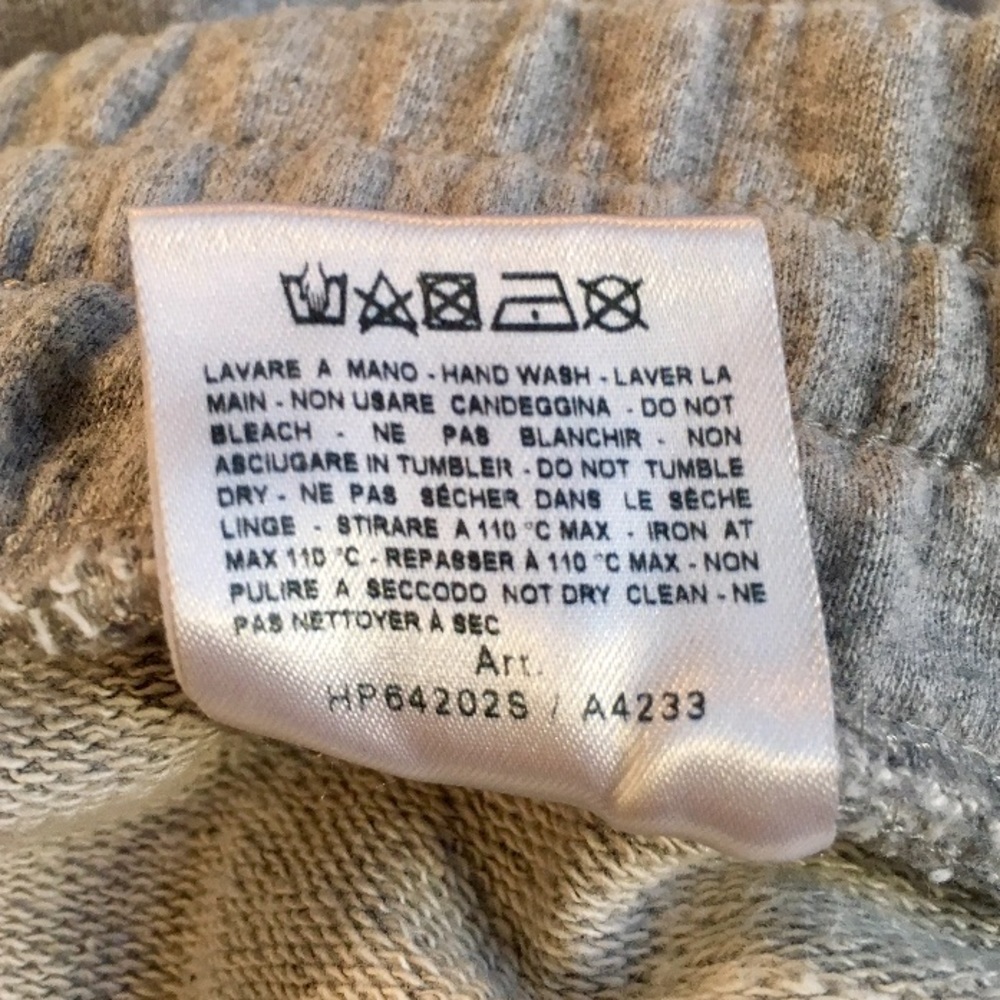 LAVARE A MANO - HAND WASH - LAVER LA
MAIN - NON USARE CANDEGGINA - DO NOT
BLEACH - NE PAS BLANCHIR - NON
ASCIUGARE IN TUMBLER - DO NOT TUMBLE
DRY - NE PAS SÉCHER DANS LE SÈCHE
LINGE - STIRARE A 110 °C MAX - IRON AT
MAX 110 °C - REPASSER À 110 °C MAX - NON
PULIRE A SECCODO NOT DRY CLEAN - NE
PAS NETTOYER À SEC
Art.
HP64202S / A4233